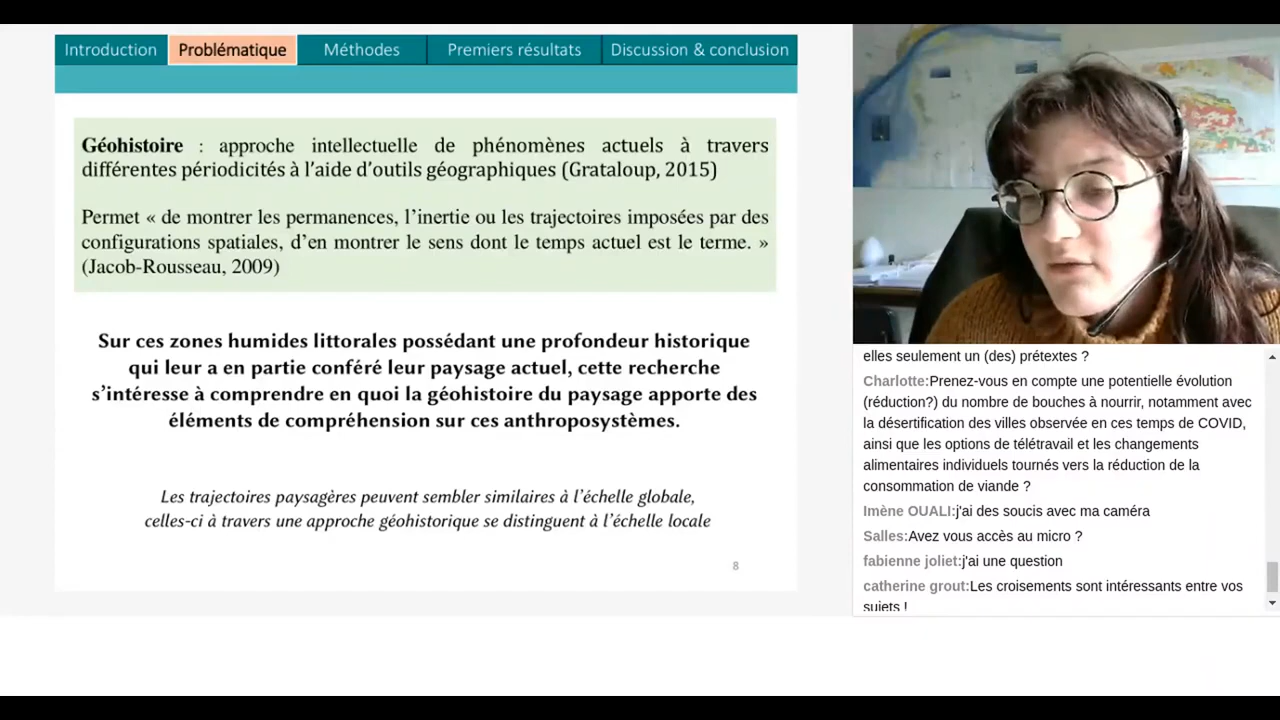 Introduction
Problématique
Méthodes
Premiers résultats
Discussion & conclusion
Géohistoire : approche intellectuelle de phénomènes actuels à travers
différentes périodicités à l'aide d'outils géographiques (Grataloup, 2015)
Permet « de montrer les permanences, l'inertie ou les trajectoires imposées par des
configurations spatiales, d'en montrer le sens dont le temps actuel est le terme. »
(Jacob-Rousseau, 2009)
Sur ces zones humides littorales possédant une profondeur historique
qui leur a en partie conféré leur paysage actuel, cette recherche
s'intéresse à comprendre en quoi la géohistoire du paysage apporte des
éléments de compréhension sur ces anthroposystèmes.
Les trajectoires paysagères peuvent sembler similaires à l'échelle globale,
celles-ci à travers une approche géohistorique se distinguent à l'échelle locale
8
elles seulement un (des) prétextes ?
Charlotte:Prenez-vous en compte une potentielle évolution
(réduction?) du nombre de bouches à nourrir, notamment avec
la désertification des villes observée en ces temps de COVID,
ainsi que les options de télétravail et les changements
alimentaires individuels tournés vers la réduction de la
consommation de viande ?
Imène OUALI:j'ai des soucis avec ma caméra
Salles:Avez vous accès au micro ?
fabienne joliet:j'ai une question
catherine grout:Les croisements sont intéressants entre vos
sujets !